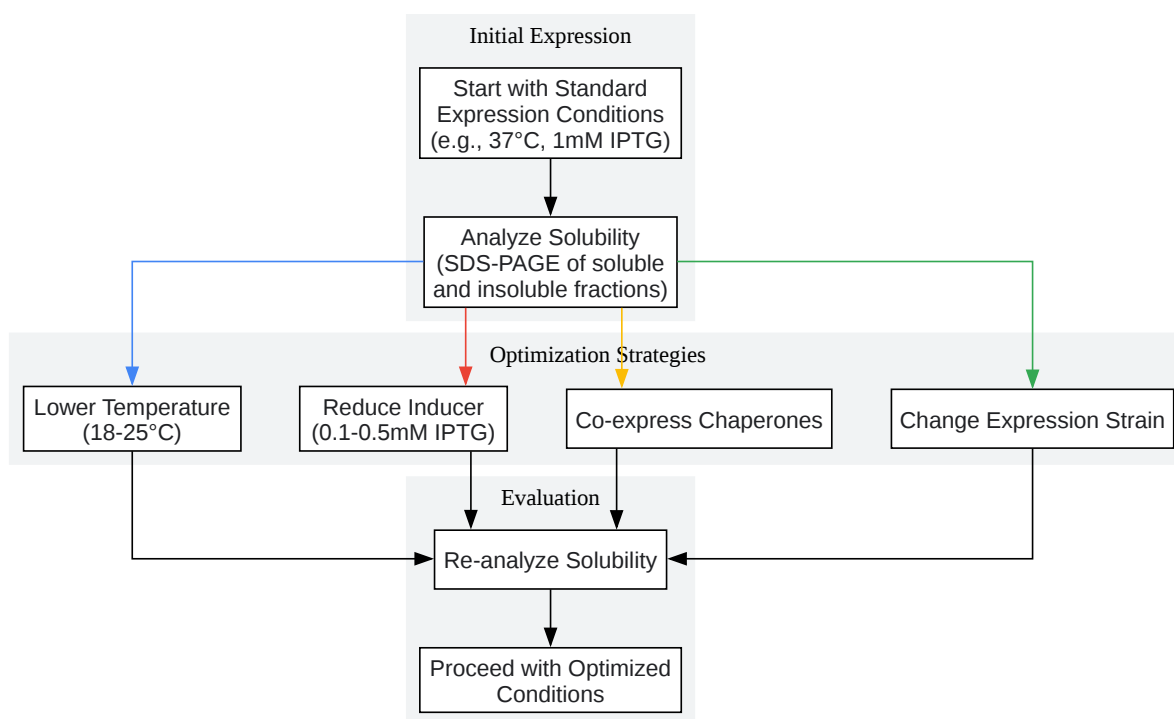 Initial Expression
Start with Standard
Expression Conditions
(e.g., 37°C, 1mM IPTG)
Analyze Solubility
(SDS-PAGE of soluble
and insoluble fractions)
Optimization Strategies
Lower Temperature
(18-25°C)
Reduce Inducer
(0.1-0.5mM IPTG)
Co-express Chaperones
Change Expression Strain
Evaluation
Re-analyze Solubility
Proceed with Optimized
Conditions